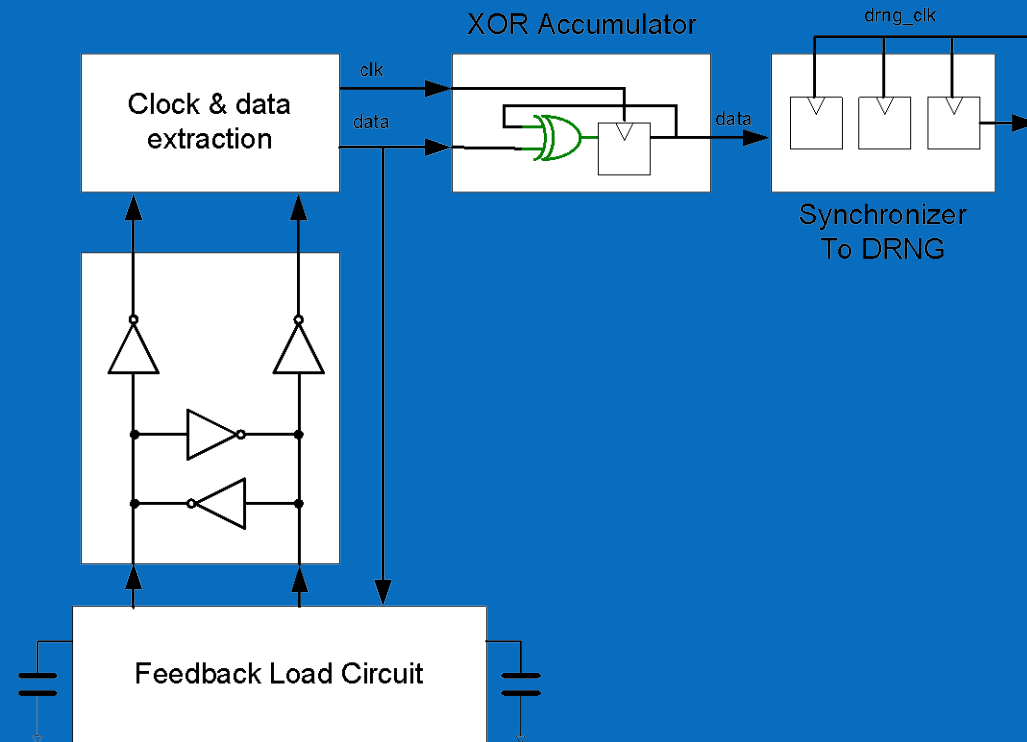 XOR Accumulator
drng_clk
Clock & data
extraction
clk
data
data
Synchronizer
To DRNG
Feedback Load Circuit